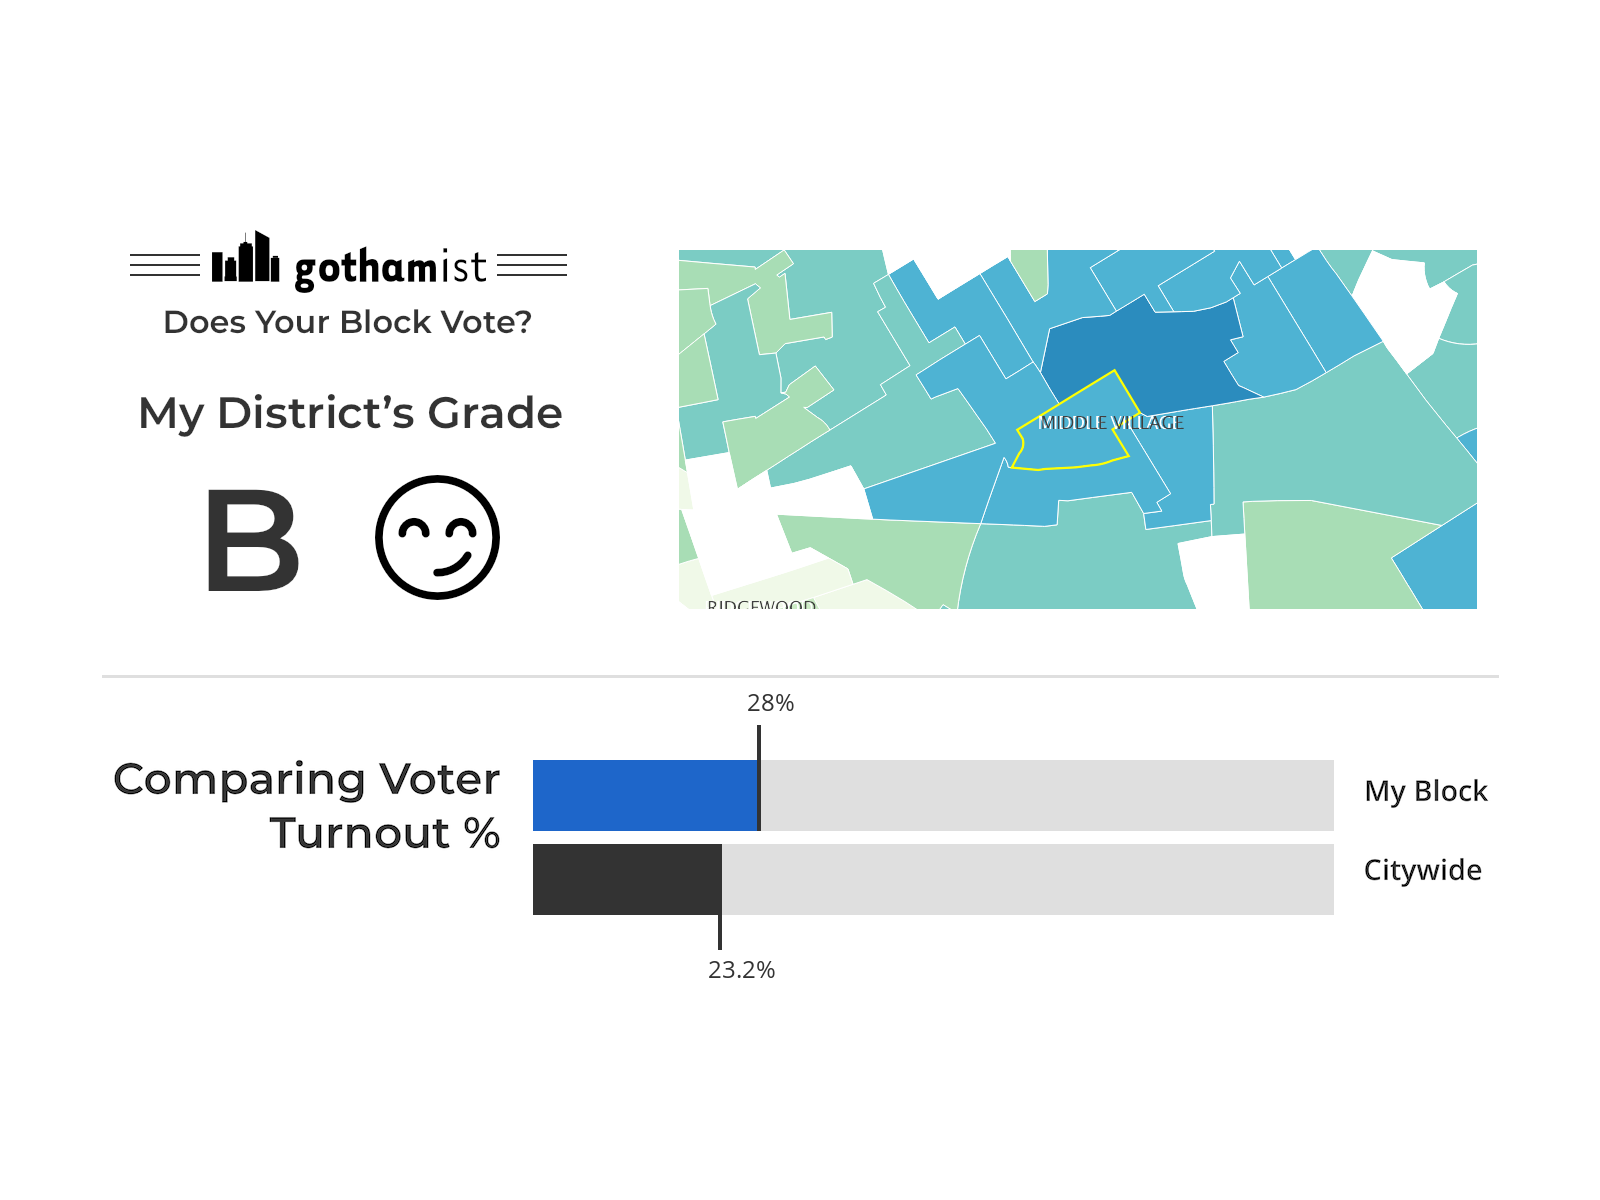 gothamist
Does Your Block Vote?
My District’s Grade
B
MIDDLE VILLAGE
RIDGEWOOD
28%
Comparing Voter
Turnout %
My Block
Citywide
23.2%